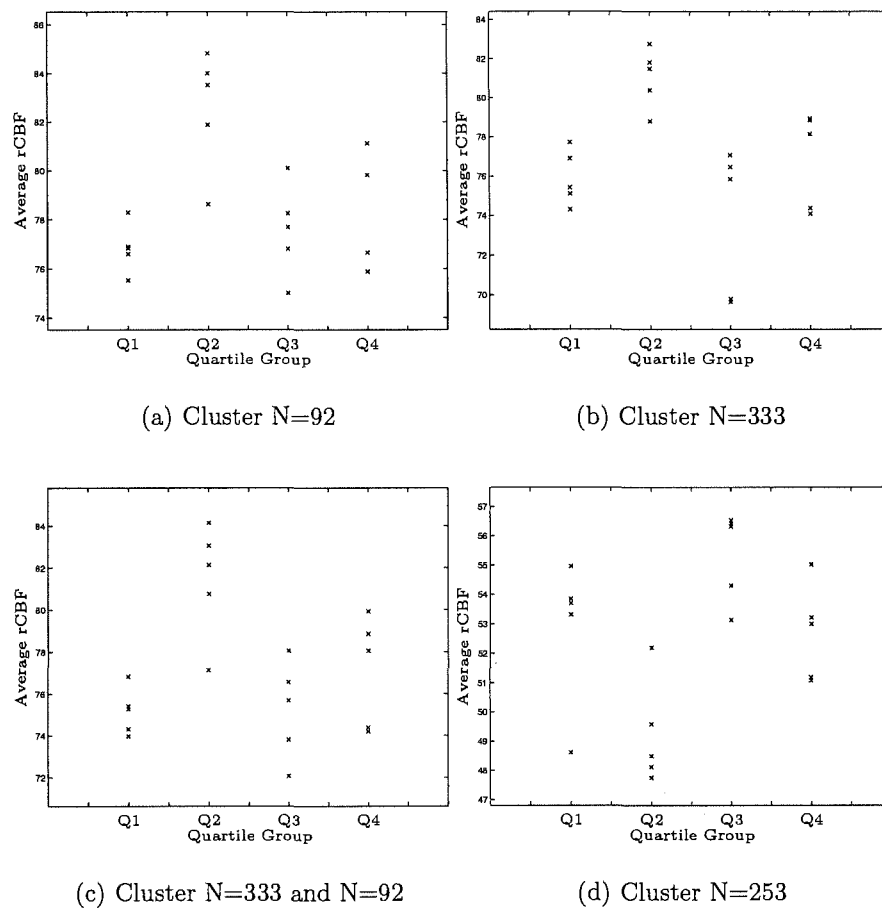 86
84
82
80
78
76
74
Average rCBF
Q1 Q2 Q3 Q4
Quartile Group
(a) Cluster N=92
84
82
80
78
76
74
70
Average rCBF
Q1 Q2 Q3 Q4
Quartile Group
(b) Cluster N=333
84
82
80
78
76
74
72
Average rCBF
Q1 Q2 Q3 Q4
Quartile Group
(c) Cluster N=333 and N=92
57
56
55
54
53
52
51
50
49
48
47
Average rCBF
Q1 Q2 Q3 Q4
Quartile Group
(d) Cluster N=253